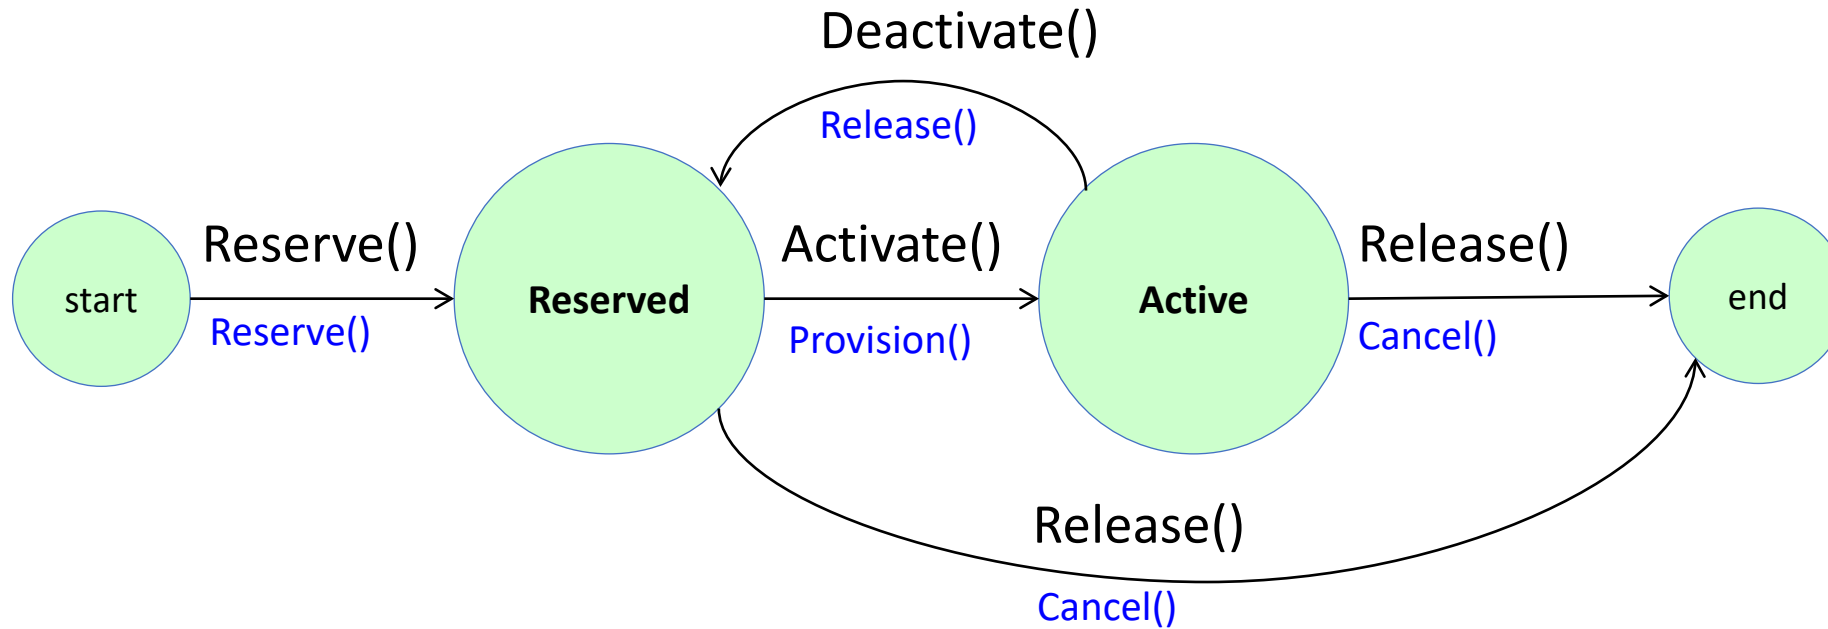 Deactivate()
Release()
Reserve()
Activate()
Release()
start
Reserved
Active
end
Reserve()
Provision()
Cancel()
Release()
Cancel()